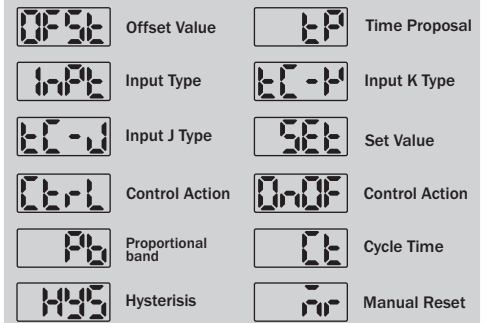 OFSt Offset Value
tP Time Proposal
InPt Input Type
tC-K Input K Type
tC-J Input J Type
SEt Set Value
CtrL Control Action
OnOF Control Action
Pb Proportional
band
Ct Cycle Time
HYS Hysterisis
mr Manual Reset